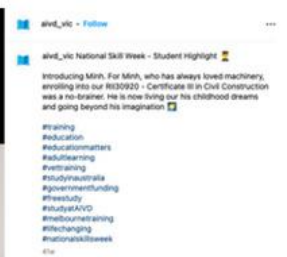 aivd_vic • Follow
aivd_vic National Skill Week - Student Highlight 👨‍🎓
Introducing Minh. For Minh, who has always loved machinery,
enrolling into our RII30920 - Certificate III in Civil Construction
was a no-brainer. He is now living our his childhood dreams
and going beyond his imagination
#training
#education
#educationmatters
#adultlearning
#vettraining
#studyinaustralia
#governmentfunding
#freestudy
#studyatAIVD
#melbournetraining
#lifechanging
#nationalskillsweek
41w